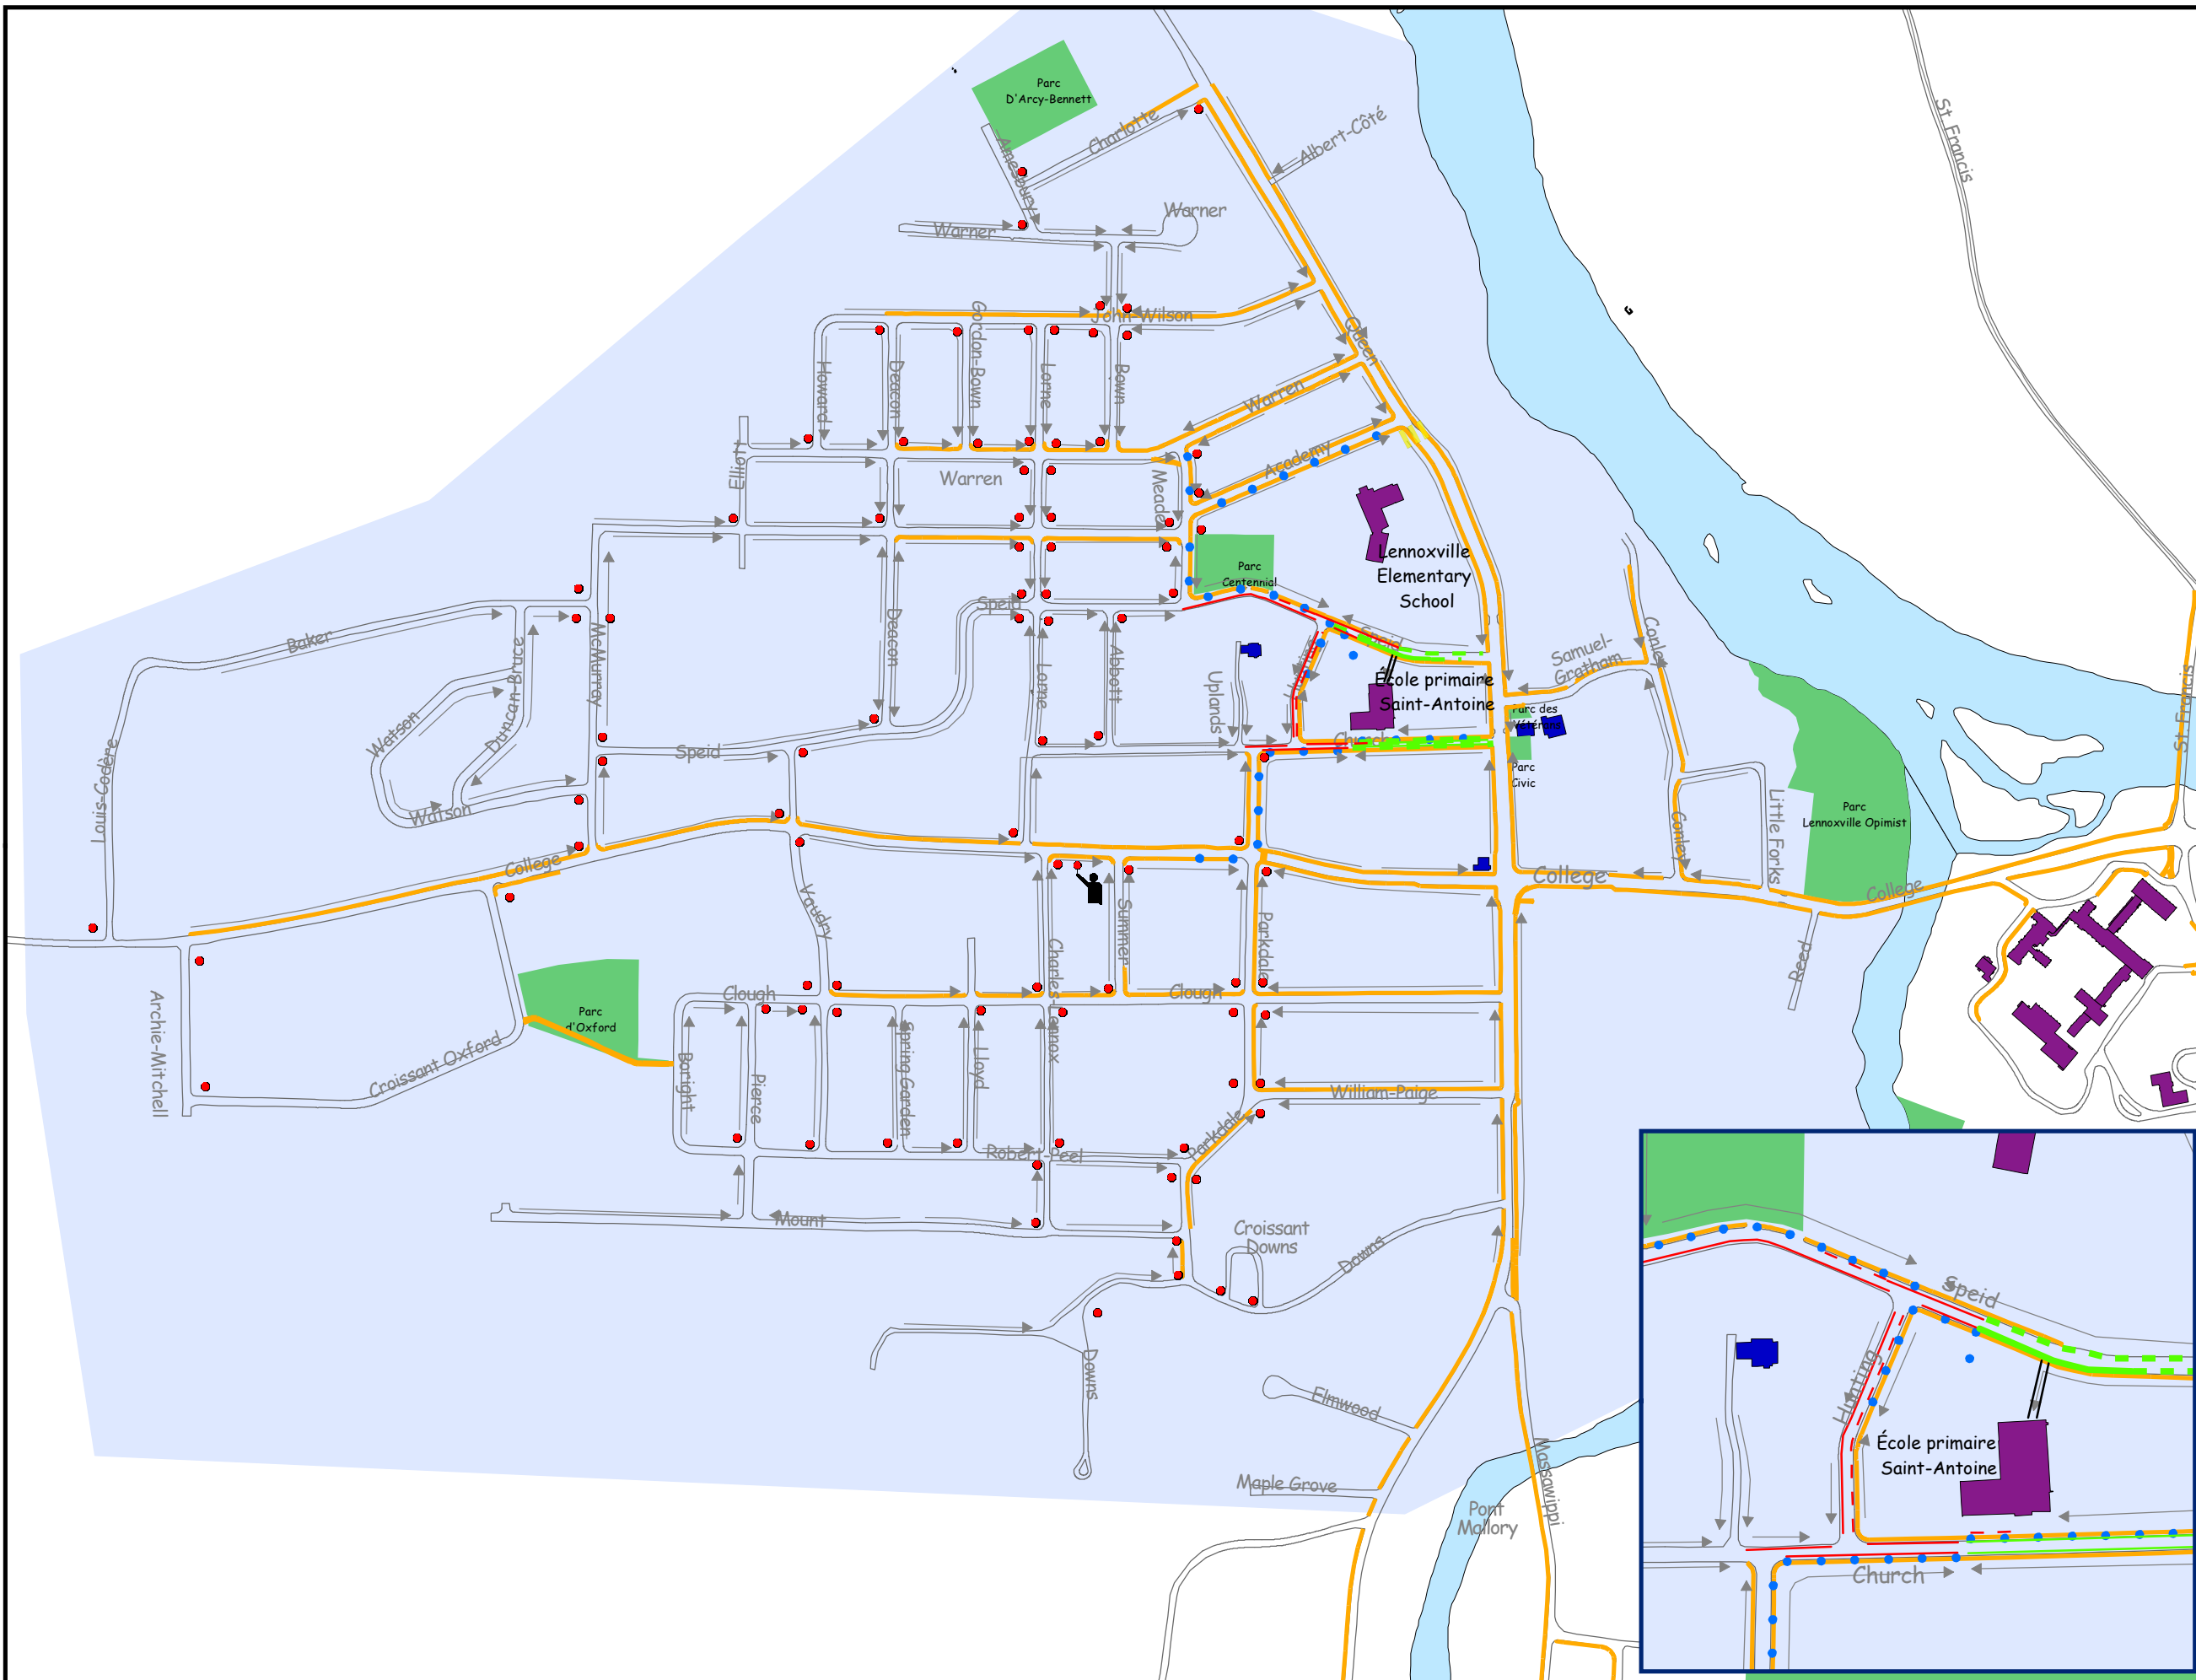 Parc
D'Arcy-Bennett
Charlotte
Amesbury
Albert-Côté
St. Francis
Warner
Warner
John-Wilson
Queen
Howard
Deacon
Gordon-Bown
Lorne
Bown
Warren
Academy
Elliott
Warren
Meade
Lennoxville
Elementary
School
Parc
Centennial
Speid
Speid
Baker
McMurray
Duncan-Bruce
Deacon
Lorne
Abbott
Uplands
École primaire
Saint-Antoine
Samuel-
Gratham
Conley
St. Francis
Parc des
Vétérans
Church
Watson
Speid
Parc
Civic
Louis-Codère
Watson
Conley
Little Forks
Parc
Lennoxville Opimist
College
College
College
Vaudry
Summer
Charles-Lennox
Parkdale
Reed
Clough
Clough
Archie-Mitchell
Parc
d'Oxford
Croissant Oxford
Boright
Pierce
Spring Garden
Lloyd
William-Paige
Robert-Peel
Parkdale
Mount
Croissant
Downs
Downs
Downs
Elmwood
Maple Grove
Pont
Mallory
Massawippi
Speid
Hunting
École primaire
Saint-Antoine
Church